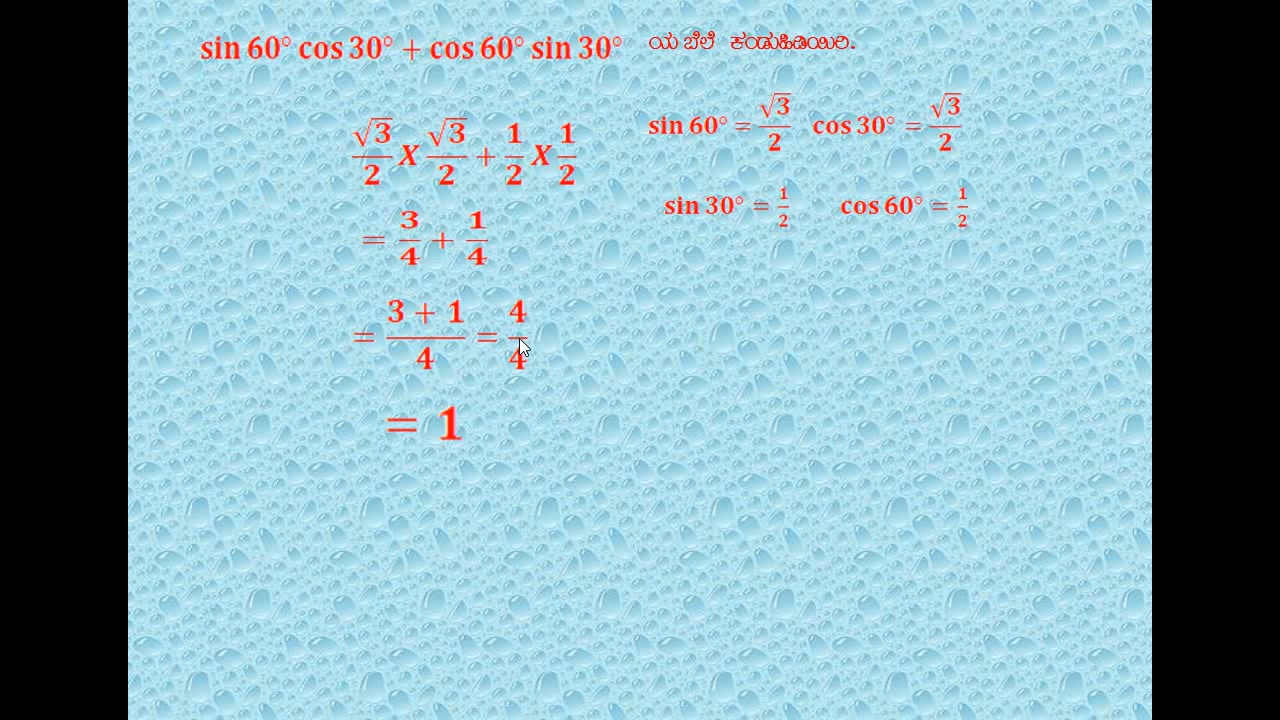 sin 60° cos 30° + cos 60° sin 30° ಯ ಬೆಲೆ ಕಂಡುಹಿಡಿಯಿರಿ.
sin 60° = √3/2 cos 30° = √3/2
√3/2 X √3/2 + 1/2 X 1/2
sin 30° = 1/2 cos 60° = 1/2
= 3/4 + 1/4
= 3 + 1/4 = 4/4
= 1